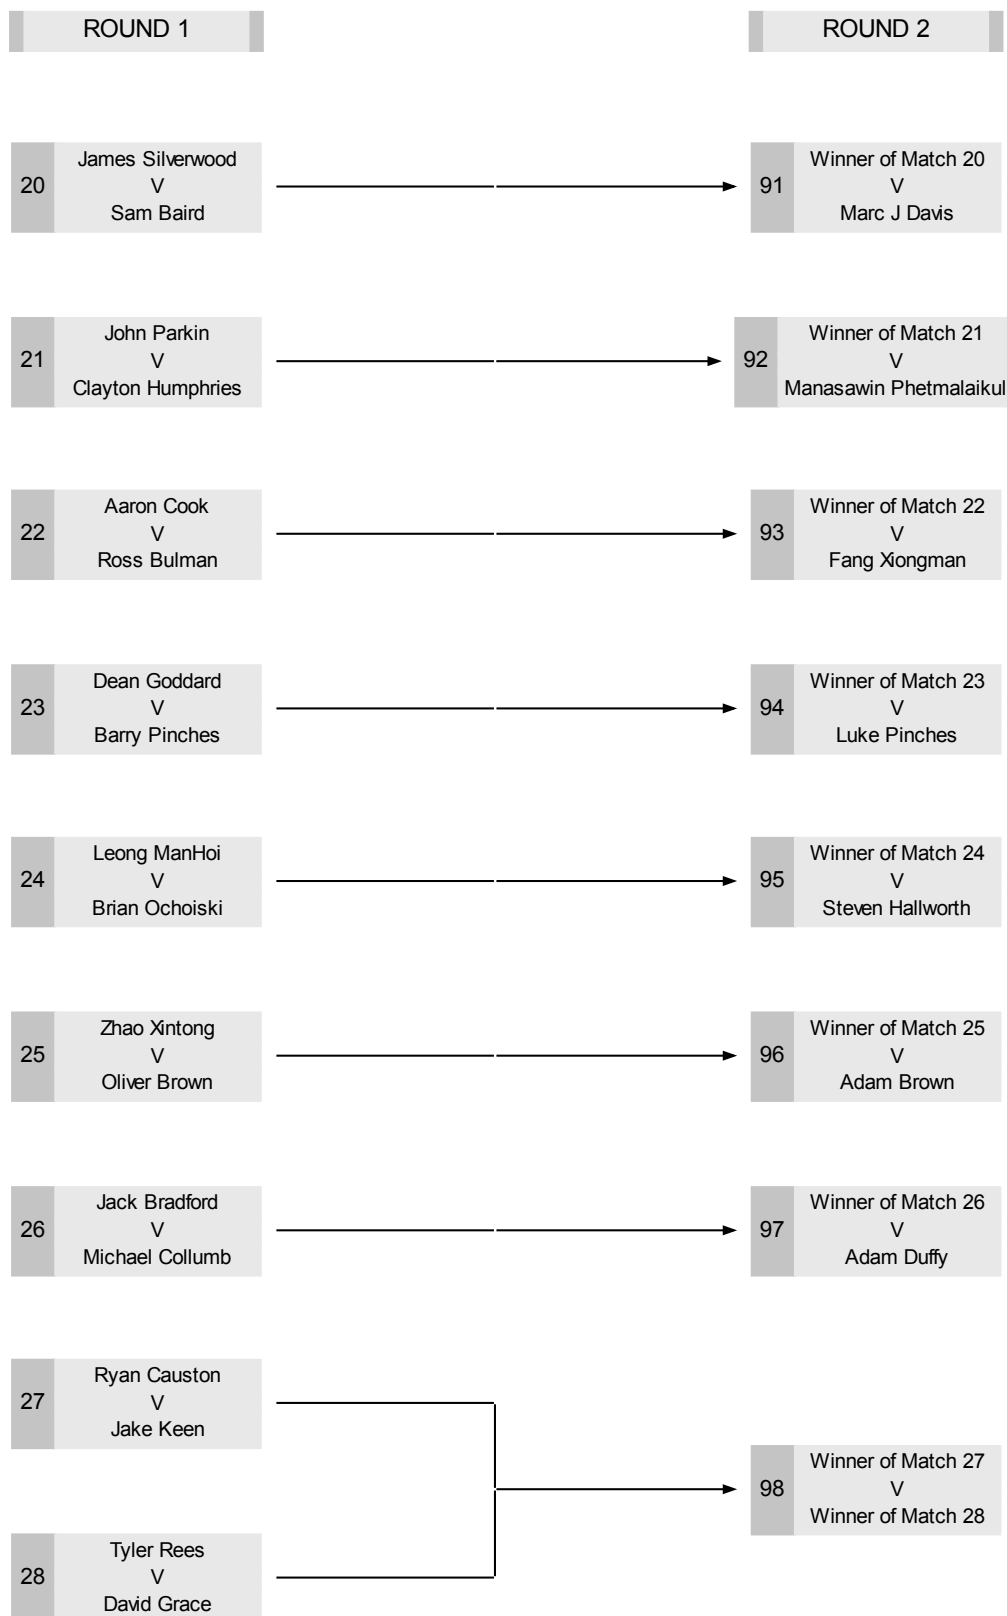 ROUND 1
ROUND 2
20
James Silverwood
V
Sam Baird
91
Winner of Match 20
V
Marc J Davis
21
John Parkin
V
Clayton Humphries
92
Winner of Match 21
V
Manasawin Phetmalaikul
22
Aaron Cook
V
Ross Bulman
93
Winner of Match 22
V
Fang Xiongman
23
Dean Goddard
V
Barry Pinches
94
Winner of Match 23
V
Luke Pinches
24
Leong ManHoi
V
Brian Ochoiski
95
Winner of Match 24
V
Steven Hallworth
25
Zhao Xintong
V
Oliver Brown
96
Winner of Match 25
V
Adam Brown
26
Jack Bradford
V
Michael Collumb
97
Winner of Match 26
V
Adam Duffy
27
Ryan Causton
V
Jake Keen
98
Winner of Match 27
V
Winner of Match 28
28
Tyler Rees
V
David Grace